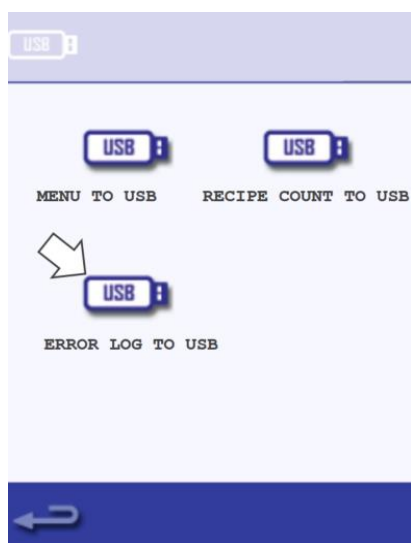 USB
USB USB
MENU TO USB RECIPE COUNT TO USB
USB
ERROR LOG TO USB